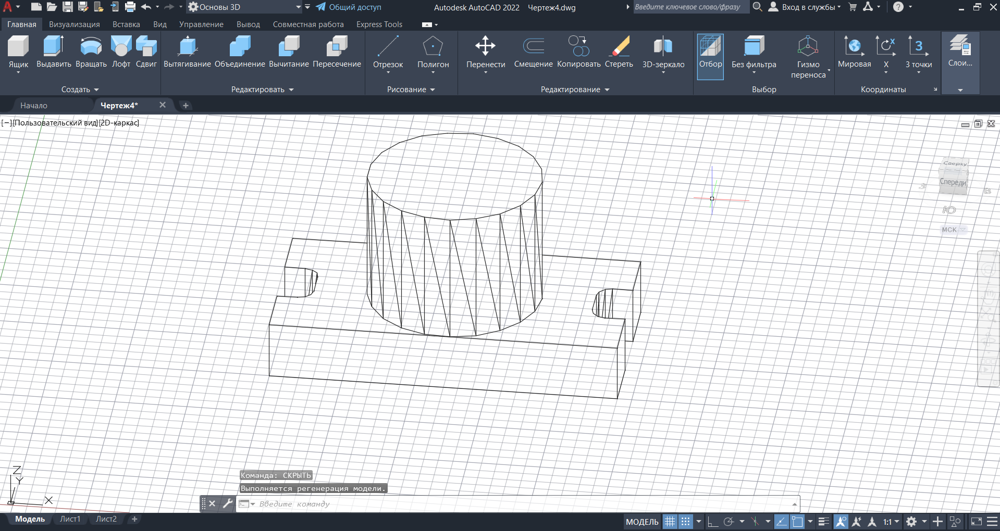 Основы 3D
Общий доступ
Autodesk AutoCAD 2022 Чертеж4.dwg
Введите ключевое слово/фразу
Вход в службы
Главная Визуализация Вставка Вид Управление Вывод Совместная работа Express Tools
Ящик Выдавить Вращать Лофт Сдвиг
Вытягивание Объединение Вычитание Пересечение
Отрезок Полигон
Перенести Смещение Копировать Стереть 3D-зеркало
Отбор Без фильтра Гизмо переноса
Мировая X 3 точки
Слои...
Создать
Редактировать
Рисование
Редактирование
Выбор
Координаты
Начало
Чертеж4*
[−][Пользовательский вид][2D-каркас]
Сверху
Спереди
З
В
Ю
МСК
Z
Y
X
Команда: СКРЫТЬ
Выполняется регенерация модели.
Введите команду
Модель Лист1 Лист2
МОДЕЛЬ
1:1